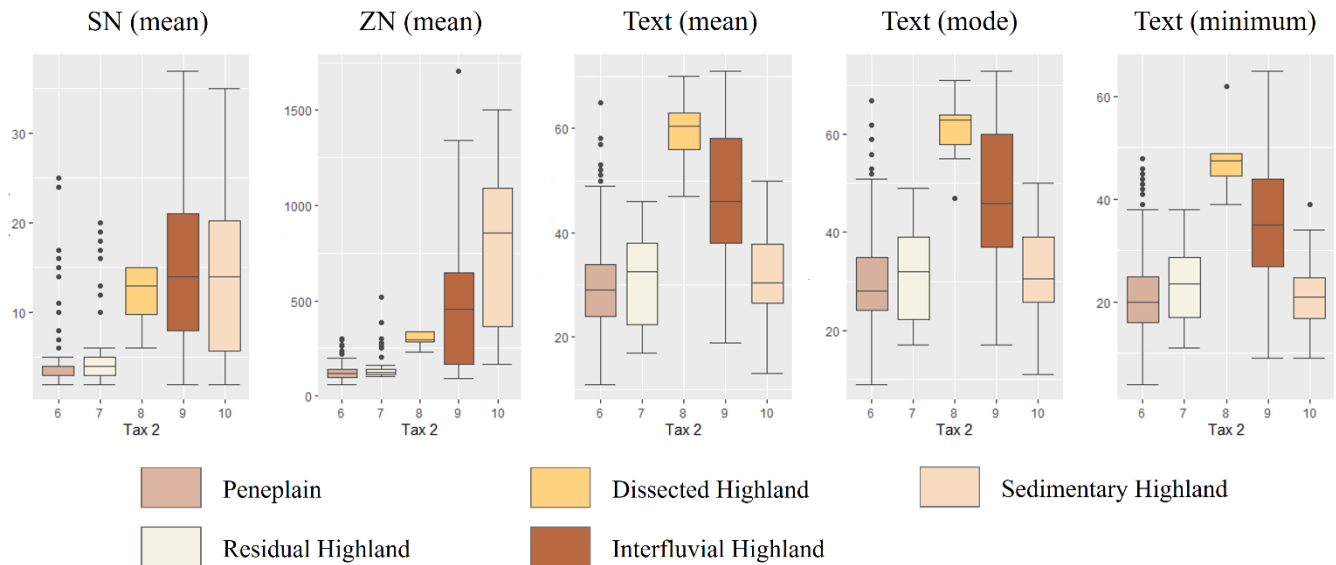 SN (mean) ZN (mean) Text (mean) Text (mode) Text (minimum)
30
20
10
6 7 8 9 10
Tax 2
1500
1000
500
0
6 7 8 9 10
Tax 2
60
40
20
6 7 8 9 10
Tax 2
60
40
20
6 7 8 9 10
Tax 2
60
40
20
6 7 8 9 10
Tax 2
Peneplain Dissected Highland Sedimentary Highland
Residual Highland Interfluvial Highland